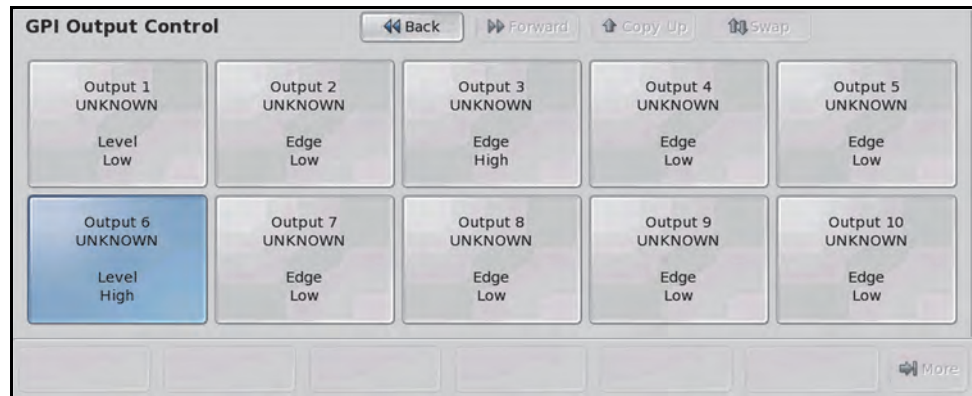 GPI Output Control
Back
Forward
Copy Up
Swap
Output 1
UNKNOWN
Level
Low
Output 2
UNKNOWN
Edge
Low
Output 3
UNKNOWN
Edge
High
Output 4
UNKNOWN
Edge
Low
Output 5
UNKNOWN
Edge
Low
Output 6
UNKNOWN
Level
High
Output 7
UNKNOWN
Edge
Low
Output 8
UNKNOWN
Edge
Low
Output 9
UNKNOWN
Edge
Low
Output 10
UNKNOWN
Edge
Low
More